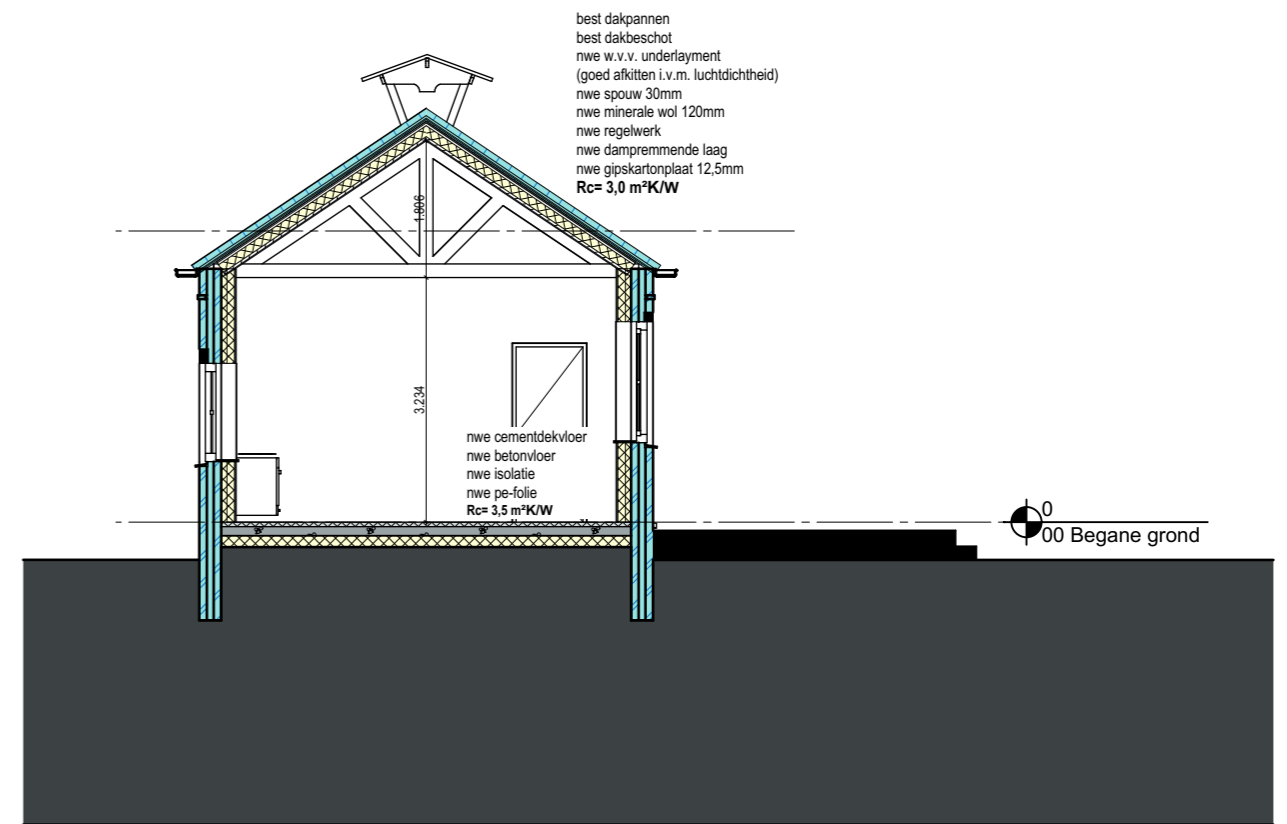 best dakpannen
best dakbeschot
nwe w.v.v. underlayment
(goed afkitten i.v.m. luchtdichtheid)
nwe spouw 30mm
nwe minerale wol 120mm
nwe regelwerk
nwe dampremmende laag
nwe gipskartonplaat 12,5mm
Rc= 3,0 m²K/W
1.806
3.234
nwe cementdekvloer
nwe betonvloer
nwe isolatie
nwe pe-folie
Rc= 3,5 m²K/W
0
00 Begane grond